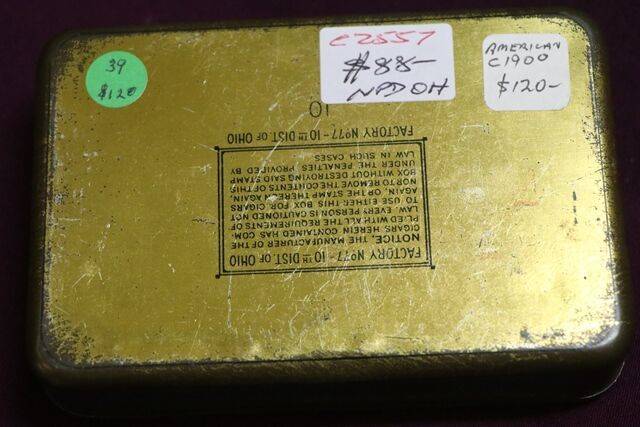 39
$120
C2557
$88-
AMERICAN
C1900
$120-
10
FACTORY Nº77 - 10TH DIST. OF OHIO
NOTICE, THE MANUFACTURER OF THE
CIGARS HEREIN CONTAINED HAS COM-
PLIED WITH ALL THE REQUIREMENTS OF
LAW. EVERY PERSON IS CAUTIONED NOT
TO USE EITHER THIS BOX FOR CIGARS
AGAIN, OR THE STAMP THEREON AGAIN,
NOR TO REMOVE THE CONTENTS OF THIS
BOX WITHOUT DESTROYING SAID STAMP
UNDER THE PENALTIES PROVIDED BY
LAW IN SUCH CASES
FACTORY Nº77 - 10TH DIST. OF OHIO